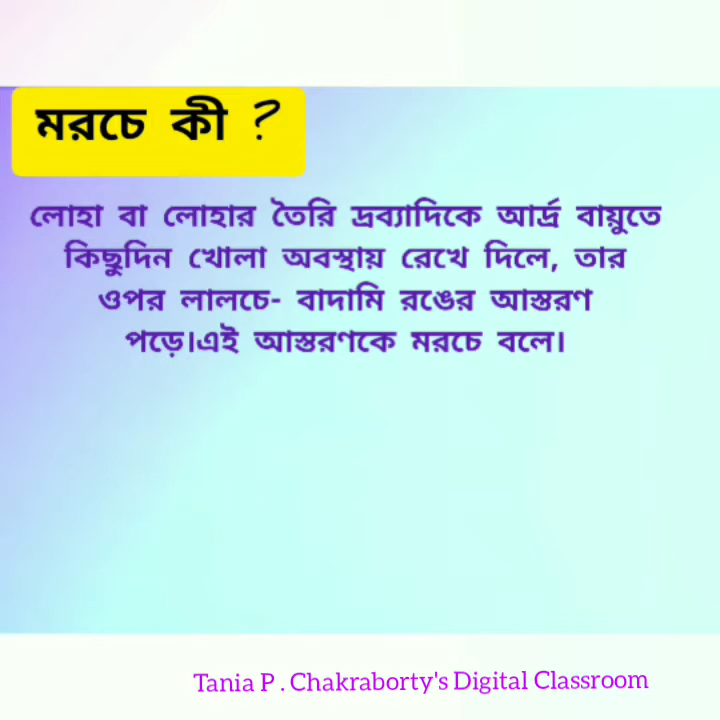 মরচে কী ?
লোহা বা লোহার তৈরি দ্রব্যাদিকে আর্দ্র বায়ুতে
কিছুদিন খোলা অবস্থায় রেখে দিলে, তার
ওপর লালচে- বাদামি রঙের আস্তরণ
পড়ে।এই আস্তরণকে মরচে বলে।
Tania P . Chakraborty's Digital Classroom